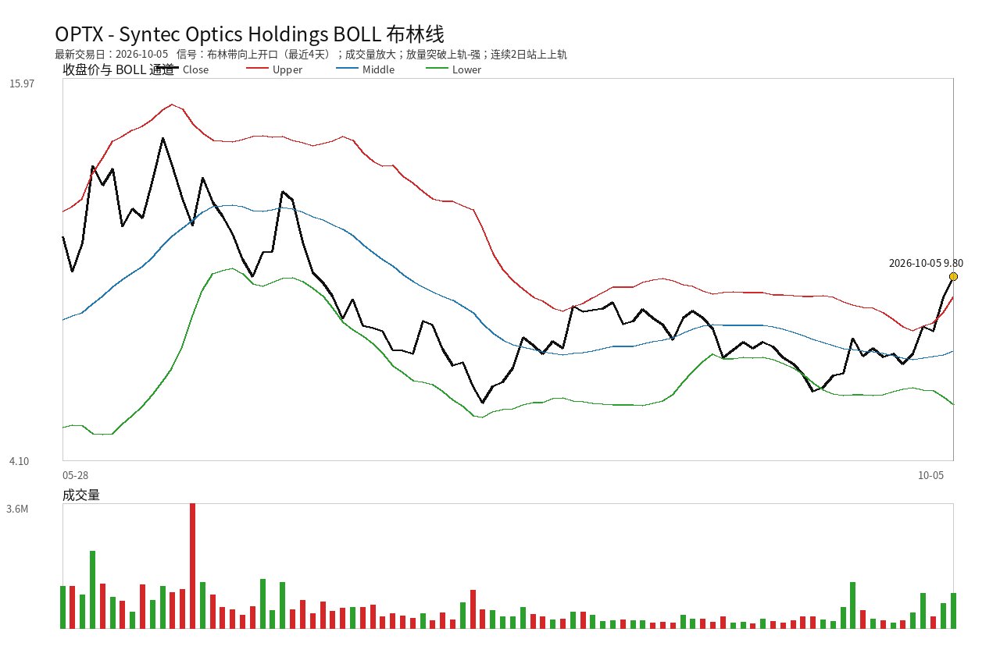 OPTX - Syntec Optics Holdings BOLL 布林线
最新交易日：2026-10-05 信号：布林带向上开口（最近4天）；成交量放大；放量突破上轨-强；连续2日站上上轨
收盘价与 BOLL 通道 Close Upper Middle Lower
15.97
2026-10-05 9.80
4.10
05-28 10-05
成交量
3.6M